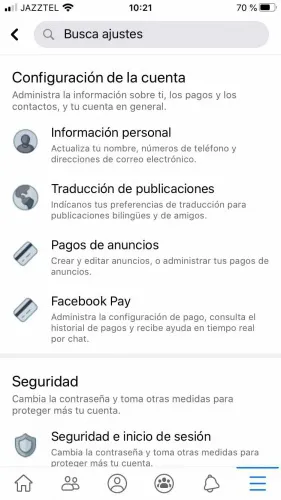 JAZZTEL 10:21 70 %
Busca ajustes
Configuración de la cuenta
Administra la información sobre ti, los pagos y los
contactos, y tu cuenta en general.
Información personal
Actualiza tu nombre, números de teléfono y
direcciones de correo electrónico.
Traducción de publicaciones
Indícanos tus preferencias de traducción para
publicaciones bilingües y de amigos.
Pagos de anuncios
Crear y editar anuncios, o administrar tus pagos de
anuncios.
Facebook Pay
Administra la configuración de pago, consulta el
historial de pagos y recibe ayuda en tiempo real
por chat.
Seguridad
Cambia la contraseña y toma otras medidas para
proteger más tu cuenta.
Seguridad e inicio de sesión
Cambia la contraseña y toma otras medidas para
proteger más tu cuenta.